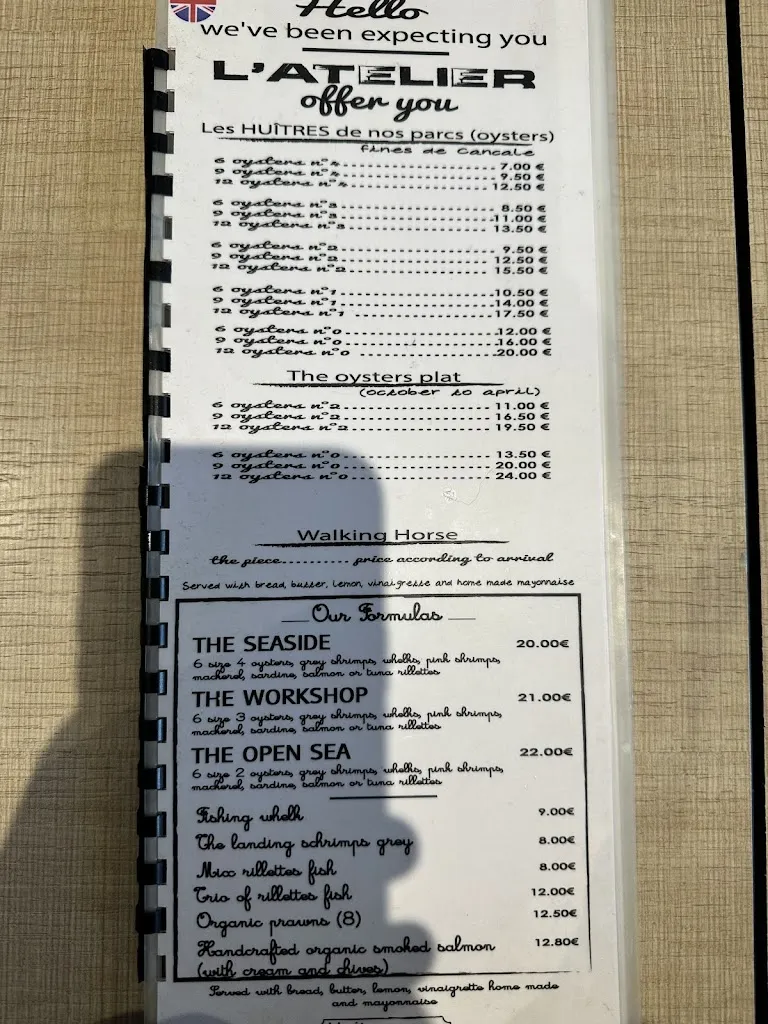 Hello
we've been expecting you
L'ATELIER
offer you
Les HUÎTRES de nos parcs (oysters)
fines de cancale
6 oysters n°4 7.00 €
9 oysters n°4 9.50 €
12 oysters n°4 12.50 €
6 oysters n°3 8.50 €
9 oysters n°3 11.00 €
12 oysters n°3 13.50 €
6 oysters n°2 9.50 €
9 oysters n°2 12.50 €
12 oysters n°2 15.50 €
6 oysters n°1 10.50 €
9 oysters n°1 14.00 €
12 oysters n°1 17.50 €
6 oysters n°0 12.00 €
9 oysters n°0 16.00 €
12 oysters n°0 20.00 €
The oysters plat
(october to april)
6 oysters n°2 11.00 €
9 oysters n°2 16.50 €
12 oysters n°2 19.50 €
6 oysters n°0 13.50 €
9 oysters n°0 20.00 €
12 oysters n°0 24.00 €
Walking Horse
the piece.......... price according to arrival
Served with bread, butter, lemon, vinaigresse and home made mayonnaise
Our Formulas
THE SEASIDE 20.00€
6 size 4 oysters, grey shrimps, whelks, pink shrimps,
mackerel, sardine, salmon or tuna rillettes
THE WORKSHOP 21.00€
6 size 3 oysters, grey shrimps, whelks, pink shrimps,
mackerel, sardine, salmon or tuna rillettes
THE OPEN SEA 22.00€
6 size 2 oysters, grey shrimps, whelks, pink shrimps,
mackerel, sardine, salmon or tuna rillettes
Fishing whelk 9.00€
The landing schrimps grey 8.00€
Mix rillettes fish 8.00€
Trio of rillettes fish 12.00€
Organic prawns (8) 12.50€
Handcrafted organic smoked salmon 12.80€
(with cream and chives)
Served with bread, butter, lemon, vinaigrette home made
and mayonnaise